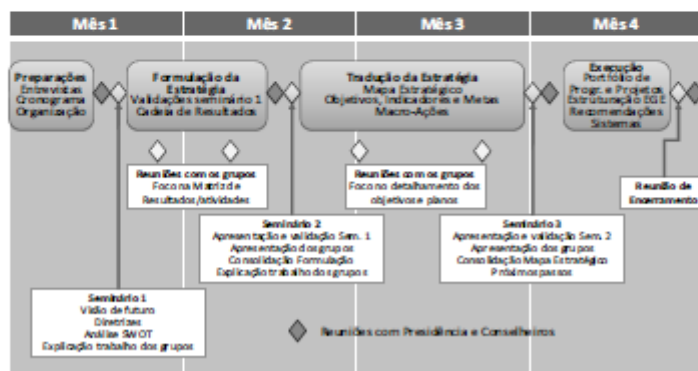 Mês 1
Mês 2
Mês 3
Mês 4
Preparações
Entrevistas
Cronograma
Organização
Formulação da
Estratégia
Validações seminário 1
Cadeia de Resultados
Tradução da Estratégia
Mapa Estratégico
Objetivos, Indicadores e Metas
Macro-Ações
Execução
Portfólio de
Progr. e Projetos
Estruturação EGE
Recomendações
Sistemas
Reuniões com os grupos
Foco na Matriz de
Resultados/atividades
Reuniões com os grupos
Foco no detalhamento dos
objetivos e planos
Reunião de
Encerramento
Seminário 2
Apresentação e validação Sem. 1
Apresentação dos grupos
Consolidação Formulação
Explicação trabalho dos grupos
Seminário 3
Apresentação e validação Sem. 2
Apresentação dos grupos
Consolidação Mapa Estratégico
Próximos passos
Seminário 1
Visão de futuro
Diretrizes
Análise SWOT
Explicação trabalho dos grupos
Reuniões com Presidência e Conselheiros